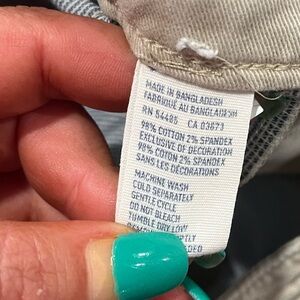 MADE IN BANGLADESH
FABRIQUÉ AU BANGLADESH
RN 54485 CA 03673
98% COTTON 2% SPANDEX
EXCLUSIVE OF DECORATION
98% COTON 2% SPANDEX
SANS LES DÉCORATIONS
MACHINE WASH
COLD SEPARATELY
GENTLE CYCLE
DO NOT BLEACH
TUMBLE DRY LOW